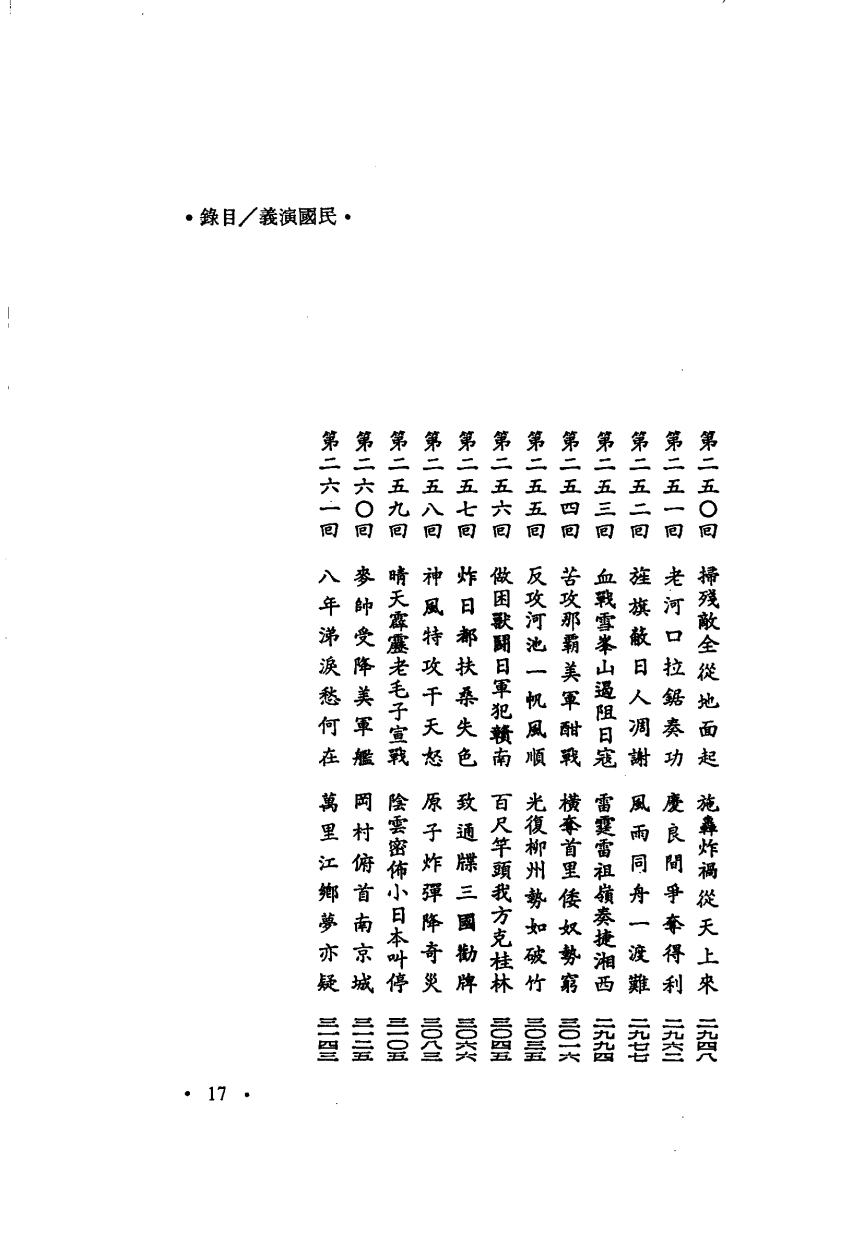 •錄目／義演國民•
第二五〇回 掃殘敵全從地面起 施轟炸禍從天上來 二九四八
第二五一回 老河口拉鋸奏功 慶良間爭奪得利 二九六二
第二五二回 旌旗蔽日人凋謝 風雨同舟一渡難 二九七七
第二五三回 血戰雪峯山遏阻日寇 雷霆雷祖嶺奏捷湘西 二九九四
第二五四回 苦攻那霸美軍酣戰 橫奪首里倭奴勢窮 三〇一六
第二五五回 反攻河池一帆風順 光復柳州勢如破竹 三〇三五
第二五六回 做困獸鬪日軍犯贛南 百尺竿頭我方克桂林 三〇四五
第二五七回 炸日都扶桑失色 致通牒三國勸牌 三〇六六
第二五八回 神風特攻干天怒 原子炸彈降奇災 三〇八三
第二五九回 晴天霹靂老毛子宣戰 陰雲密佈小日本叫停 三一〇五
第二六〇回 麥帥受降美軍艦 岡村俯首南京城 三一二五
第二六一回 八年涕淚愁何在 萬里江鄉夢亦疑 三一四三
• 17 •